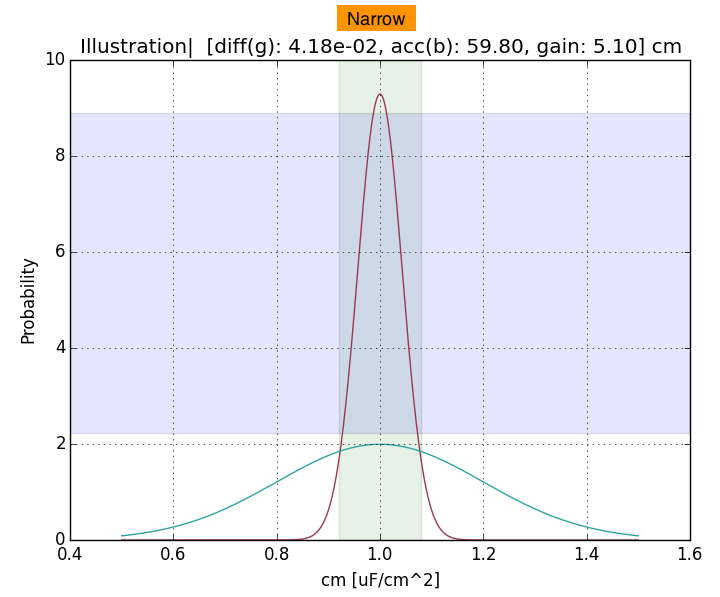 Narrow
Illustration|  [diff(g): 4.18e-02, acc(b): 59.80, gain: 5.10] cm
10
8
6
4
2
0
Probability
0.4 0.6 0.8 1.0 1.2 1.4 1.6
cm [uF/cm^2]